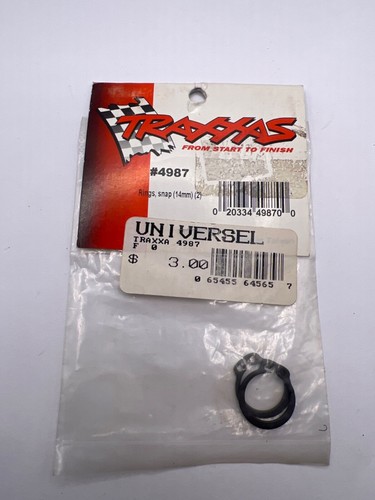 TRAXXAS
FROM START TO FINISH
#4987
Rings, snap (14mm) (2)
0 20334 49870 0
UNIVERSEL
TRAXXA 4987
F 0
$ 3.00
0 65455 64565 7